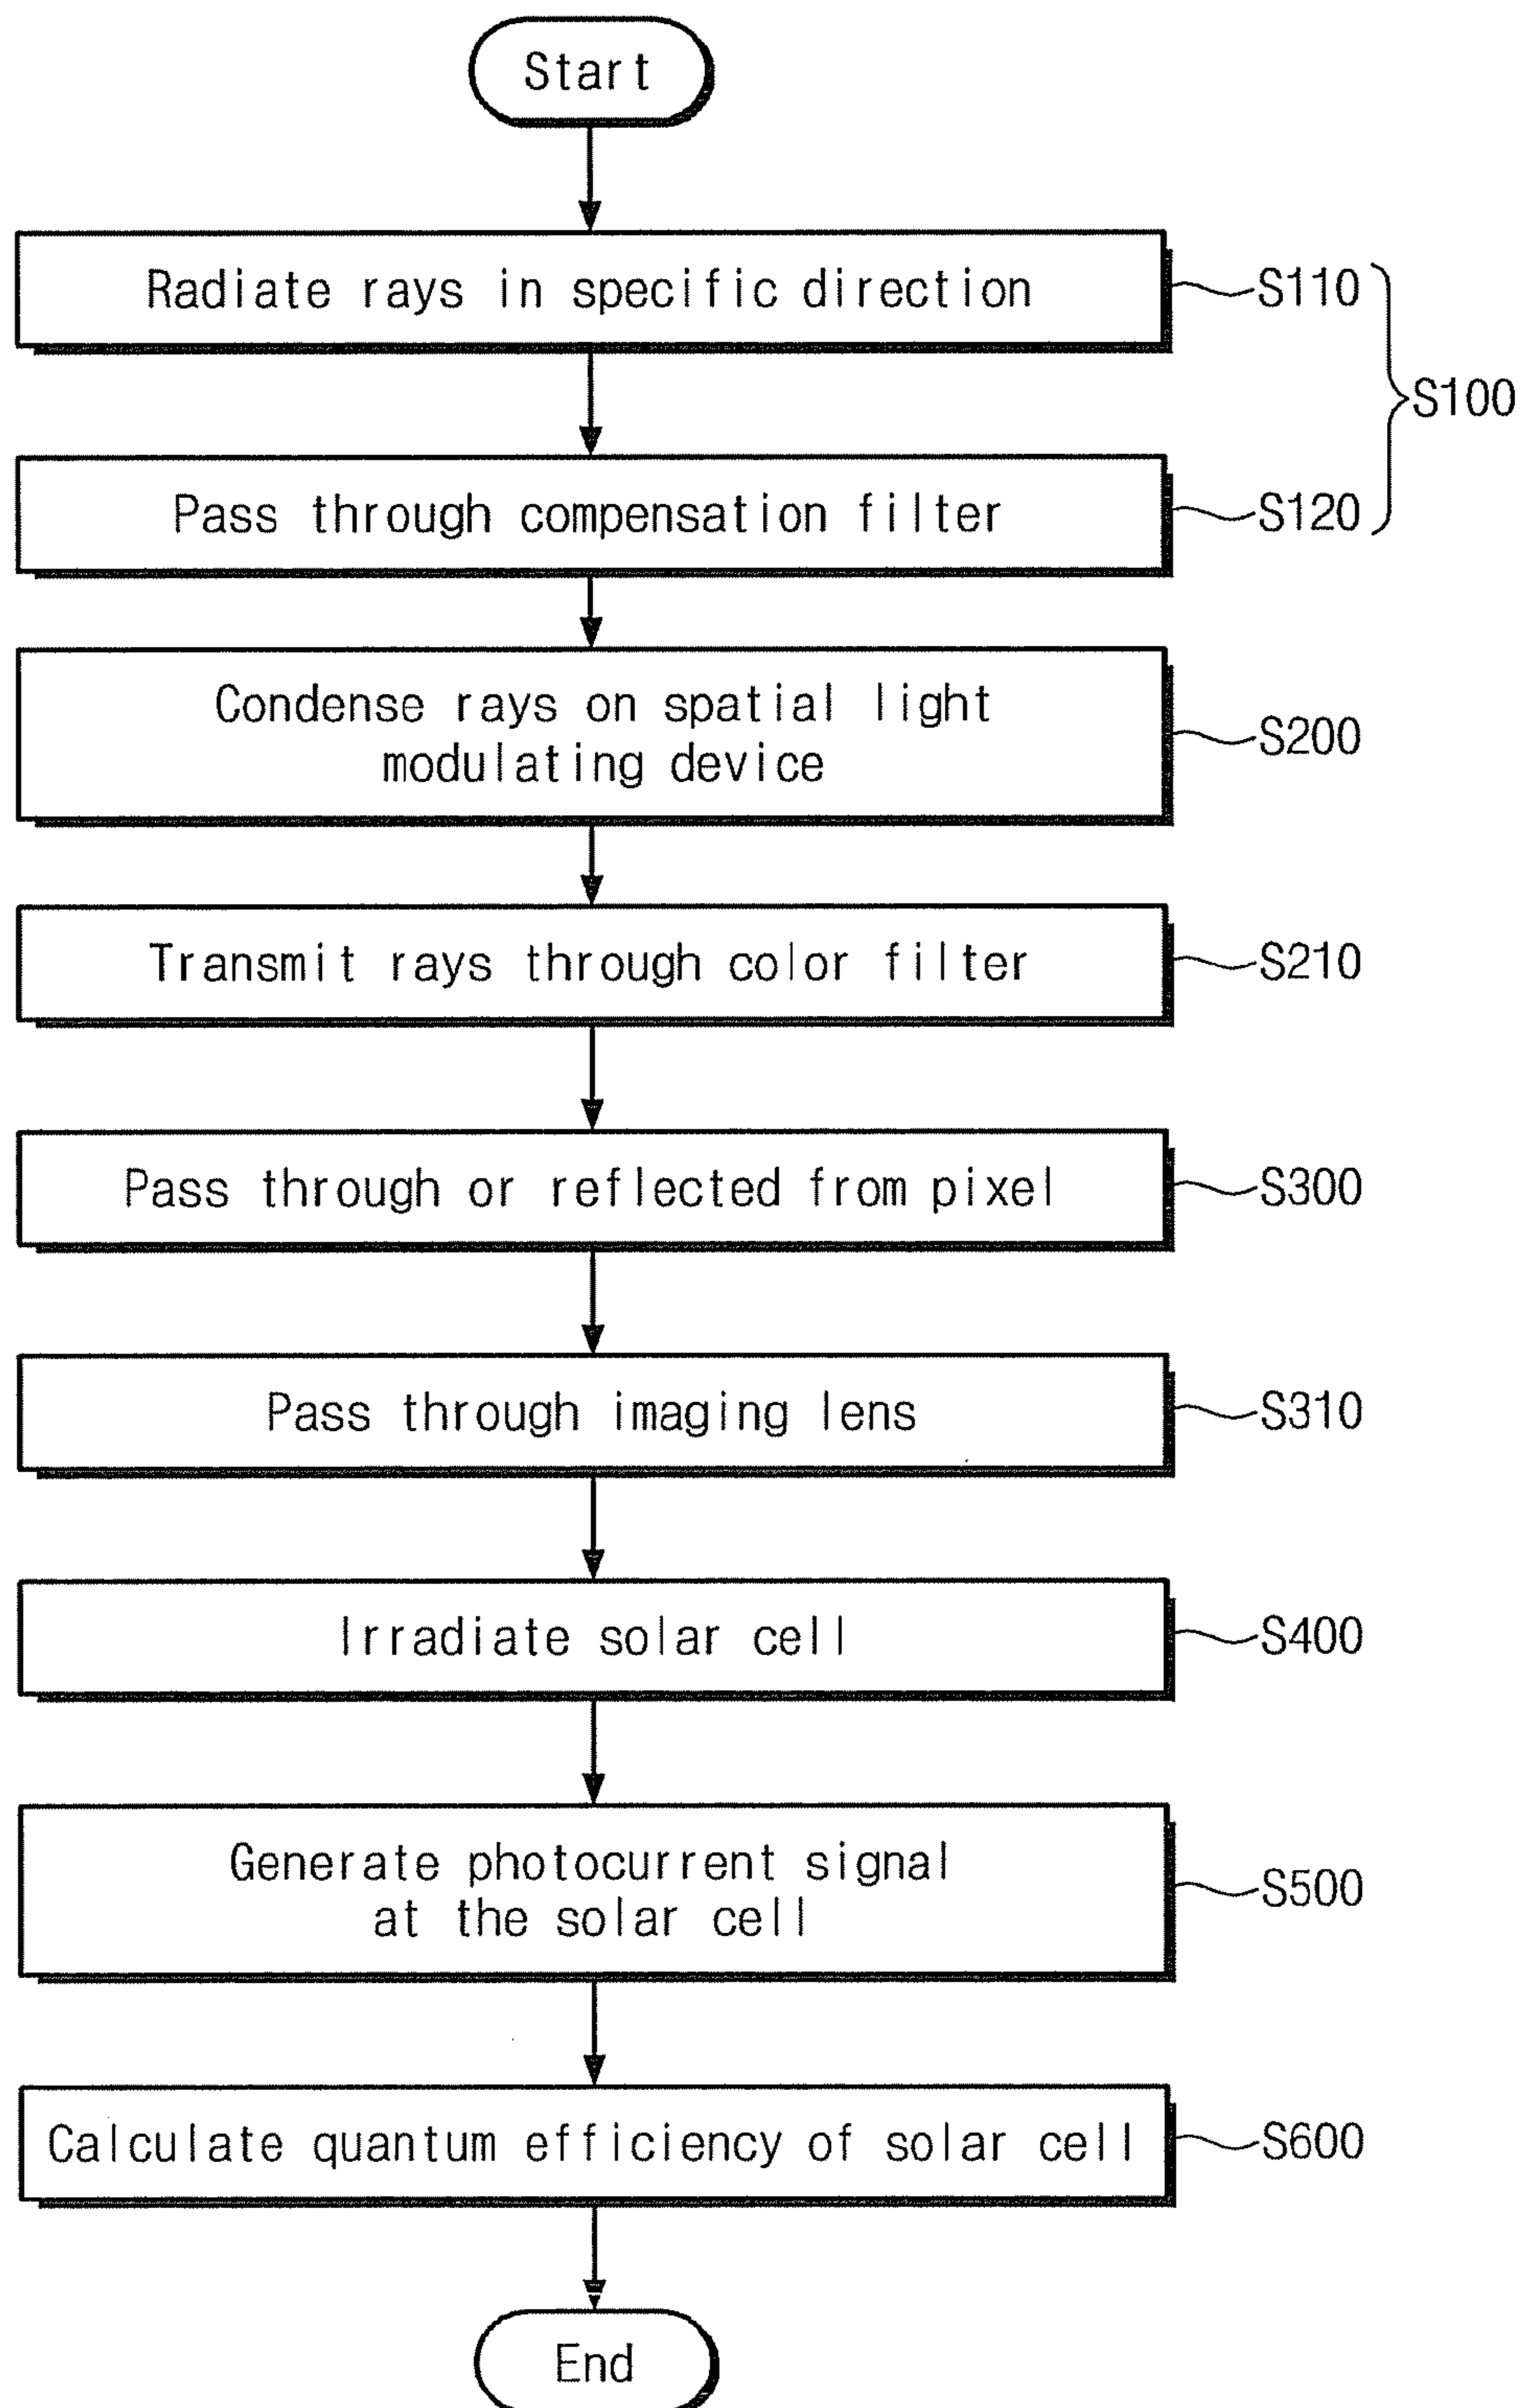 Start
Radiate rays in specific direction
S110
S100
Pass through compensation filter
S120
Condense rays on spatial light
modulating device
S200
Transmit rays through color filter
S210
Pass through or reflected from pixel
S300
Pass through imaging lens
S310
Irradiate solar cell
S400
Generate photocurrent signal
at the solar cell
S500
Calculate quantum efficiency of solar cell
S600
End